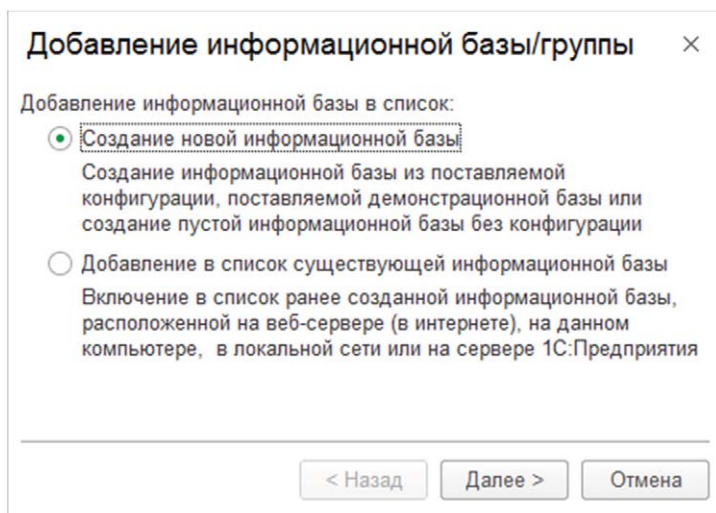 Добавление информационной базы/группы
Добавление информационной базы в список:
Создание новой информационной базы
Создание информационной базы из поставляемой
конфигурации, поставляемой демонстрационной базы или
создание пустой информационной базы без конфигурации
Добавление в список существующей информационной базы
Включение в список ранее созданной информационной базы,
расположенной на веб-сервере (в интернете), на данном
компьютере, в локальной сети или на сервере 1С:Предприятия
< Назад Далее > Отмена